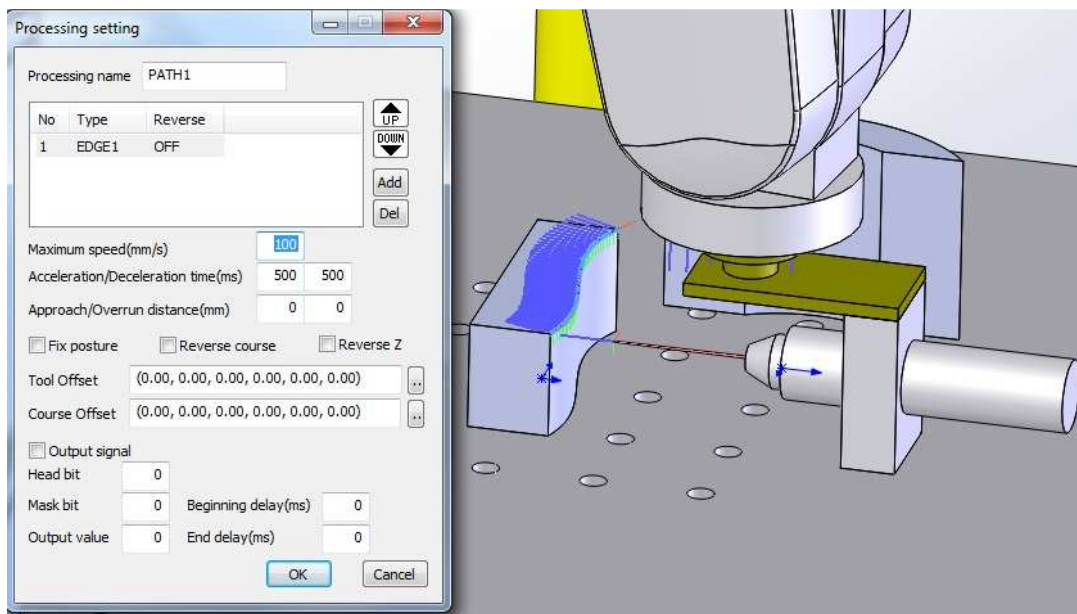 Processing setting
Processing name PATH1
No Type Reverse
1 EDGE1 OFF
UP
DOWN
Add
Del
Maximum speed(mm/s) 100
Acceleration/Deceleration time(ms) 500 500
Approach/Overrun distance(mm) 0 0
Fix posture Reverse course Reverse Z
Tool Offset (0.00, 0.00, 0.00, 0.00, 0.00, 0.00) ..
Course Offset (0.00, 0.00, 0.00, 0.00, 0.00, 0.00) ..
Output signal
Head bit 0
Mask bit 0 Beginning delay(ms) 0
Output value 0 End delay(ms) 0
OK Cancel